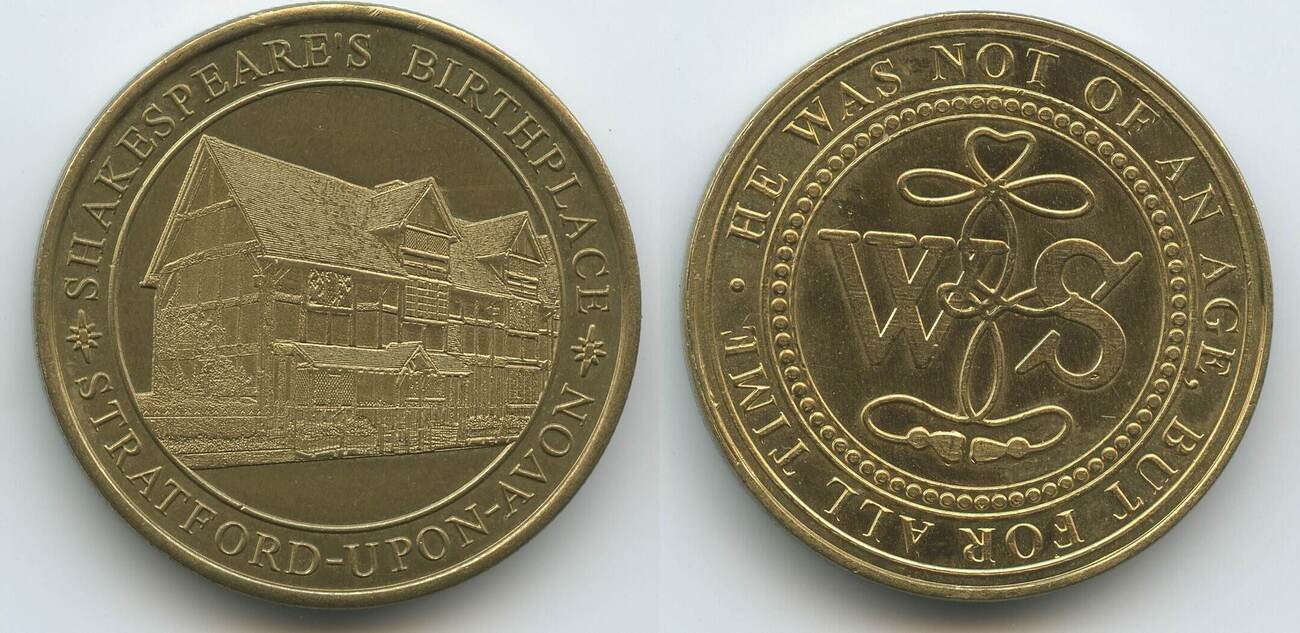 SHAKESPEARE'S BIRTHPLACE
STRATFORD-UPON-AVON
HE WAS NOT OF AN AGE, BUT FOR ALL TIME ·
WS